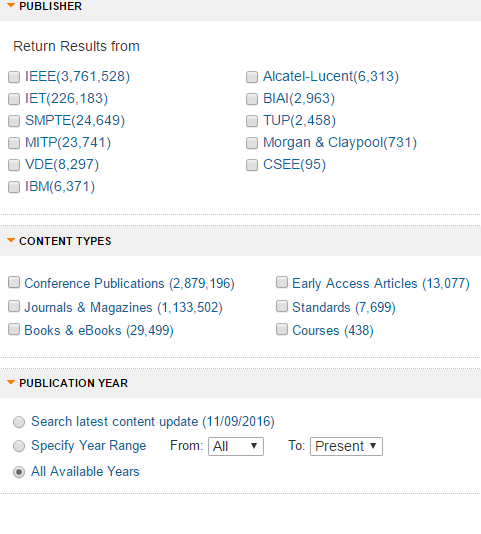 PUBLISHER
Return Results from
IEEE(3,761,528)
IET(226,183)
SMPTE(24,649)
MITP(23,741)
VDE(8,297)
IBM(6,371)
Alcatel-Lucent(6,313)
BIAI(2,963)
TUP(2,458)
Morgan & Claypool(731)
CSEE(95)
CONTENT TYPES
Conference Publications (2,879,196)
Journals & Magazines (1,133,502)
Books & eBooks (29,499)
Early Access Articles (13,077)
Standards (7,699)
Courses (438)
PUBLICATION YEAR
Search latest content update (11/09/2016)
Specify Year Range From: All To: Present
All Available Years